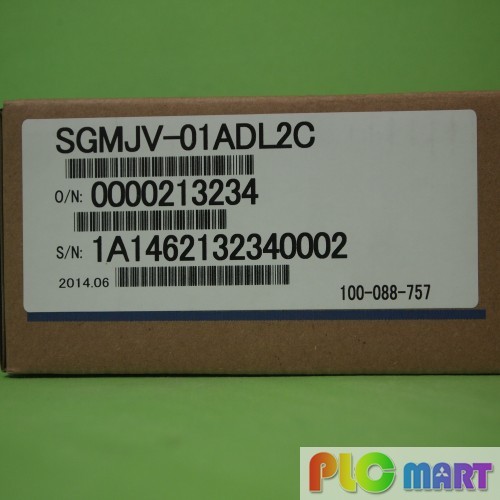 SGMJV-01ADL2C
O/N: 0000213234
S/N: 1A1462132340002
2014.06
100-088-757
PLC MART